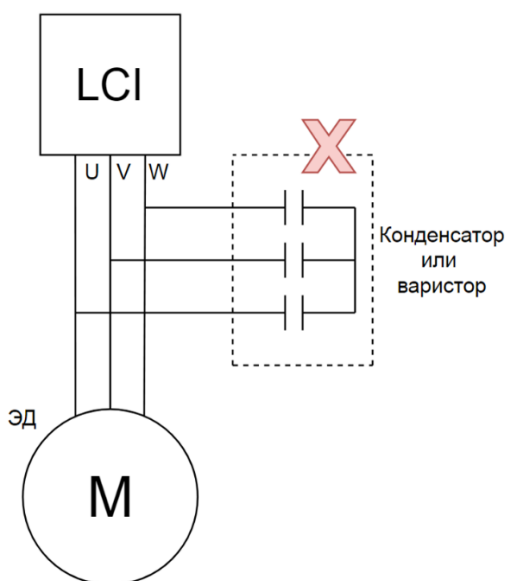 LCI
U V W
Конденсатор
или
варистор
ЭД
M